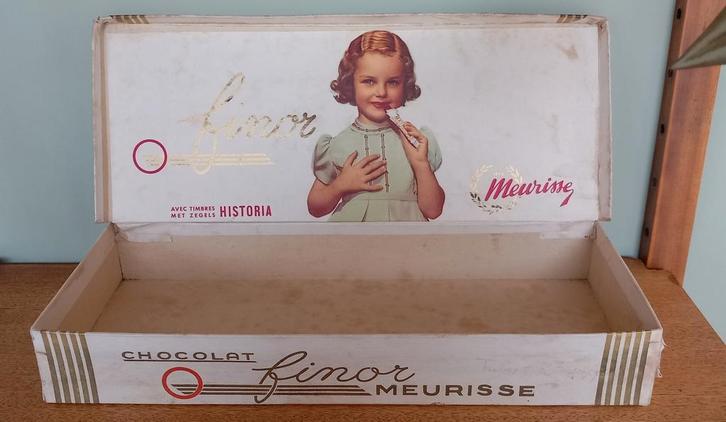 finor
AVEC TIMBRES
MET ZEGELS HISTORIA
Meurisse
CHOCOLAT
finor
MEURISSE